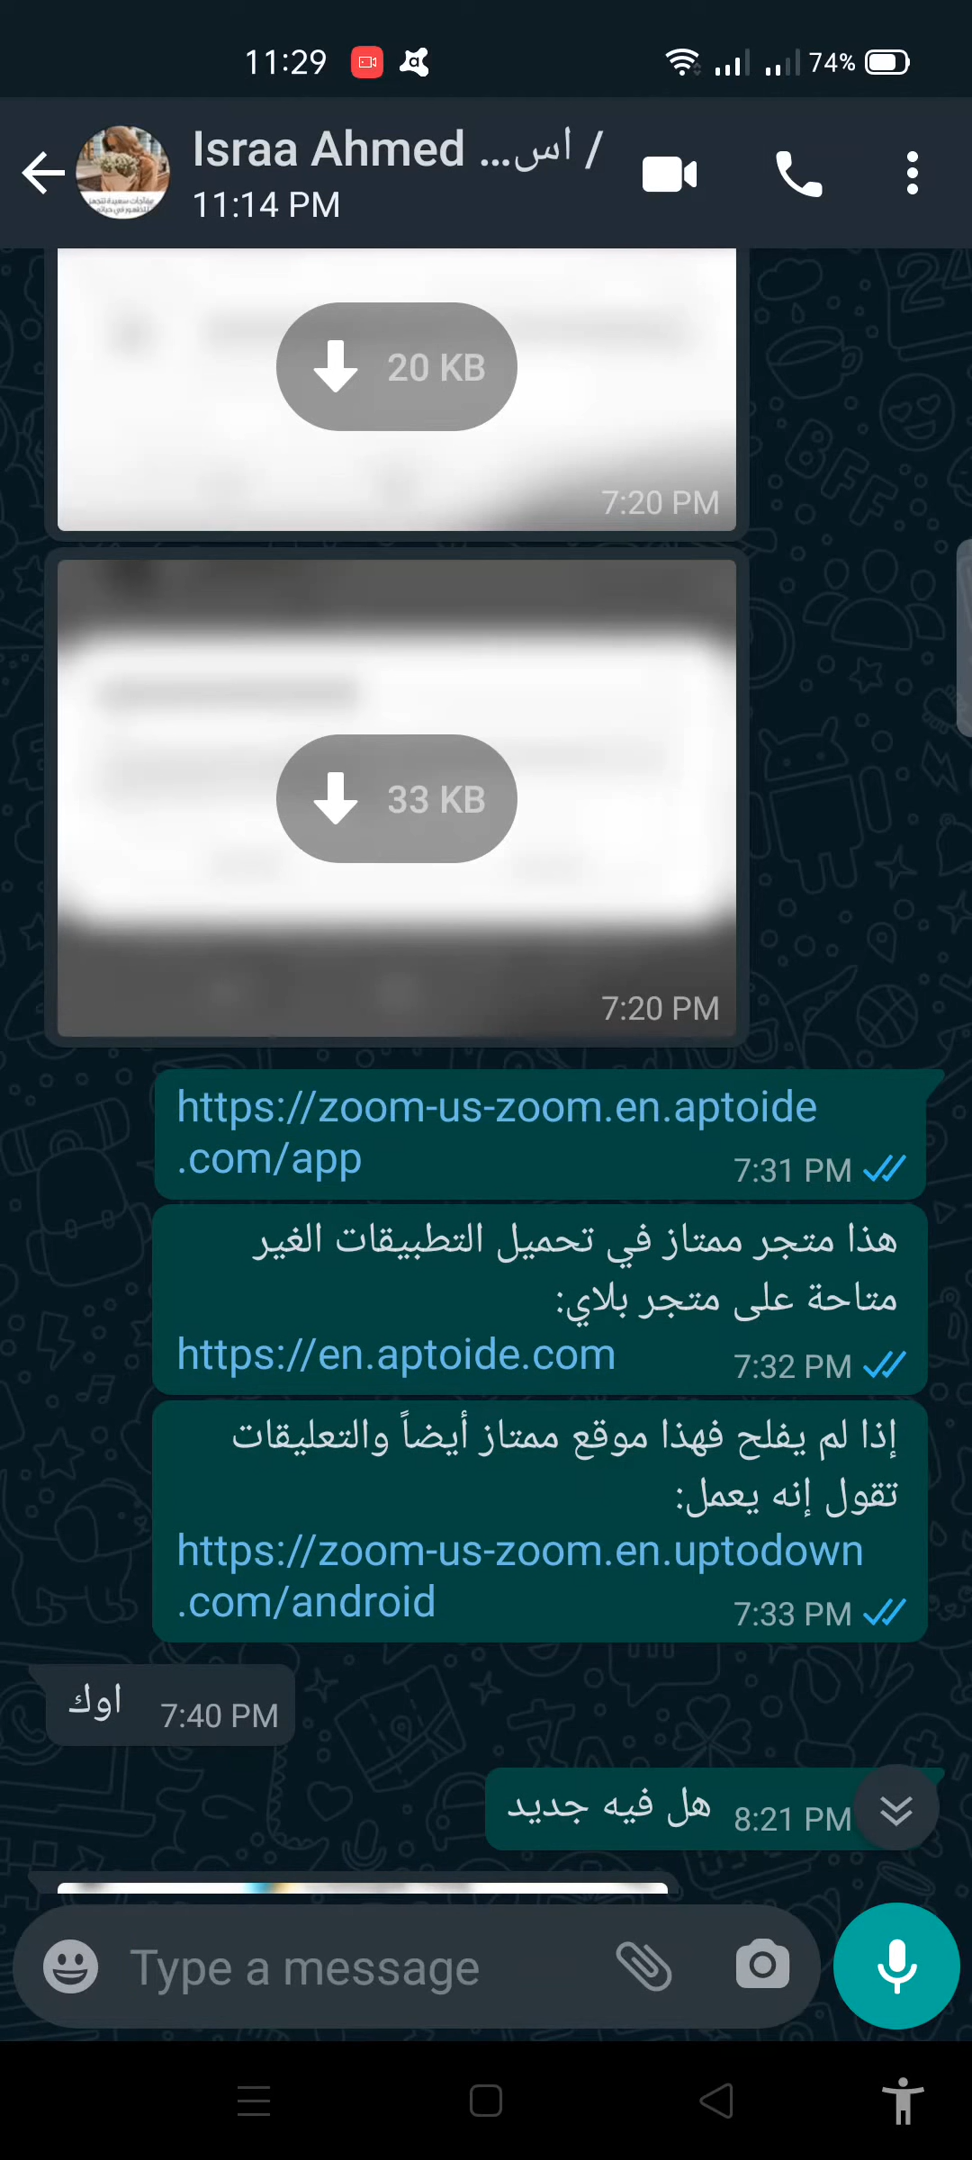 11:29
74%
Israa Ahmed ...اس /
11:14 PM
20 KB
7:20 PM
33 KB
7:20 PM
https://zoom-us-zoom.en.aptoide
.com/app
7:31 PM
هذا متجر ممتاز في تحميل التطبيقات الغير
متاحة على متجر بلاي:
https://en.aptoide.com
7:32 PM
إذا لم يفلح فهذا موقع ممتاز أيضاً والتعليقات
تقول إنه يعمل:
https://zoom-us-zoom.en.uptodown
.com/android
7:33 PM
اوك
7:40 PM
هل فيه جديد
8:21 PM
Type a message